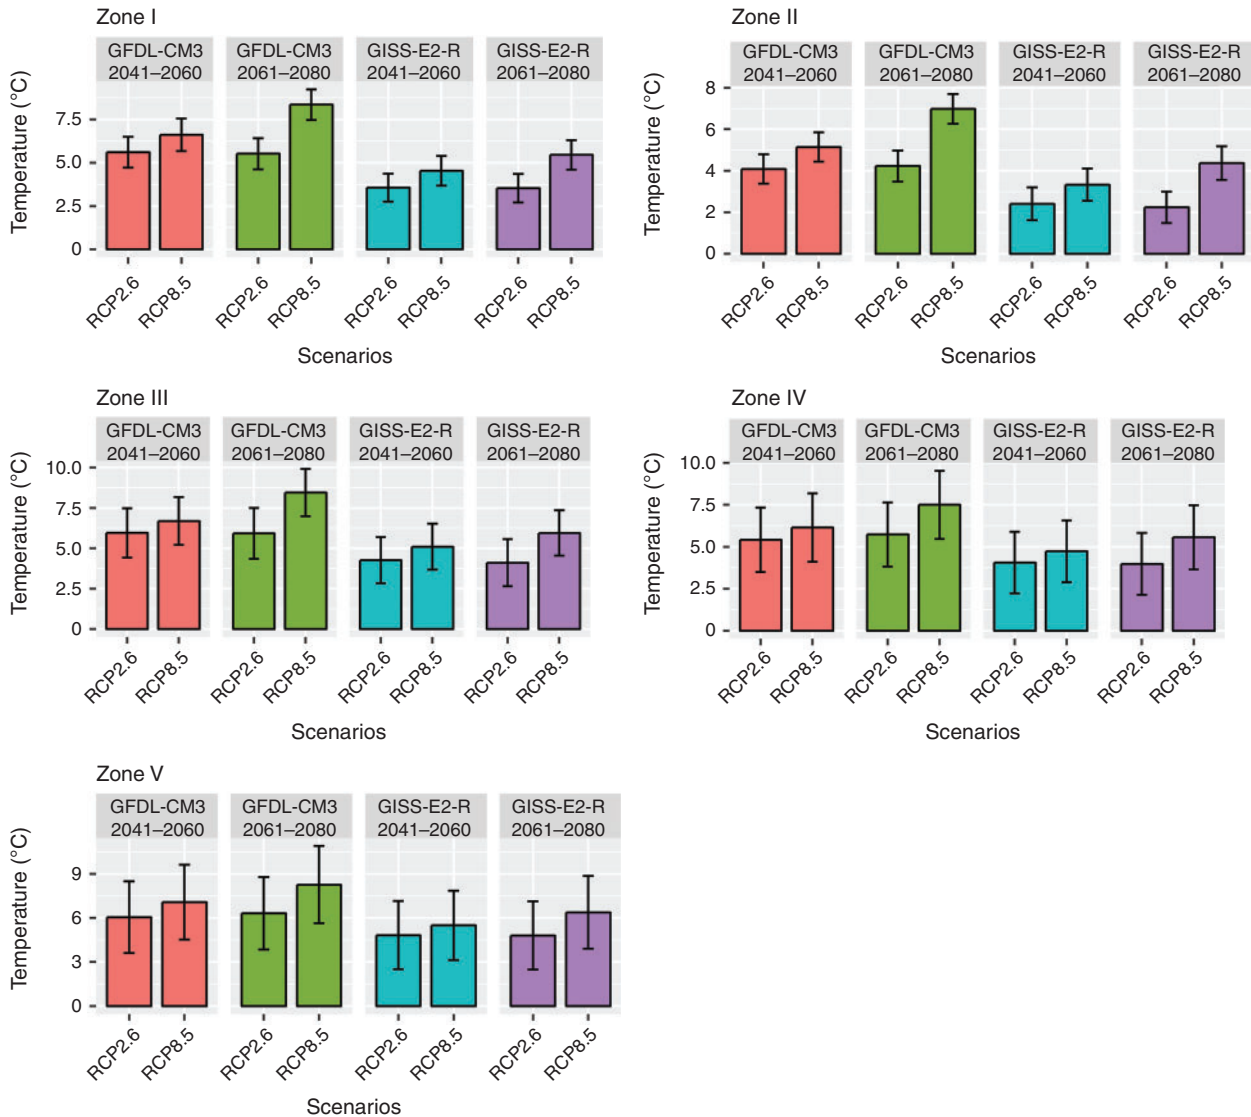 Zone I
GFDL-CM3
2041–2060
GFDL-CM3
2061–2080
GISS-E2-R
2041–2060
GISS-E2-R
2061–2080
Temperature (°C)
7.5
5.0
2.5
0
RCP2.6
RCP8.5
RCP2.6
RCP8.5
RCP2.6
RCP8.5
RCP2.6
RCP8.5
Scenarios
Zone II
GFDL-CM3
2041–2060
GFDL-CM3
2061–2080
GISS-E2-R
2041–2060
GISS-E2-R
2061–2080
Temperature (°C)
8
6
4
2
0
RCP2.6
RCP8.5
RCP2.6
RCP8.5
RCP2.6
RCP8.5
RCP2.6
RCP8.5
Scenarios
Zone III
GFDL-CM3
2041–2060
GFDL-CM3
2061–2080
GISS-E2-R
2041–2060
GISS-E2-R
2061–2080
Temperature (°C)
10.0
7.5
5.0
2.5
0
RCP2.6
RCP8.5
RCP2.6
RCP8.5
RCP2.6
RCP8.5
RCP2.6
RCP8.5
Scenarios
Zone IV
GFDL-CM3
2041–2060
GFDL-CM3
2061–2080
GISS-E2-R
2041–2060
GISS-E2-R
2061–2080
Temperature (°C)
10.0
7.5
5.0
2.5
0
RCP2.6
RCP8.5
RCP2.6
RCP8.5
RCP2.6
RCP8.5
RCP2.6
RCP8.5
Scenarios
Zone V
GFDL-CM3
2041–2060
GFDL-CM3
2061–2080
GISS-E2-R
2041–2060
GISS-E2-R
2061–2080
Temperature (°C)
9
6
3
0
RCP2.6
RCP8.5
RCP2.6
RCP8.5
RCP2.6
RCP8.5
RCP2.6
RCP8.5
Scenarios